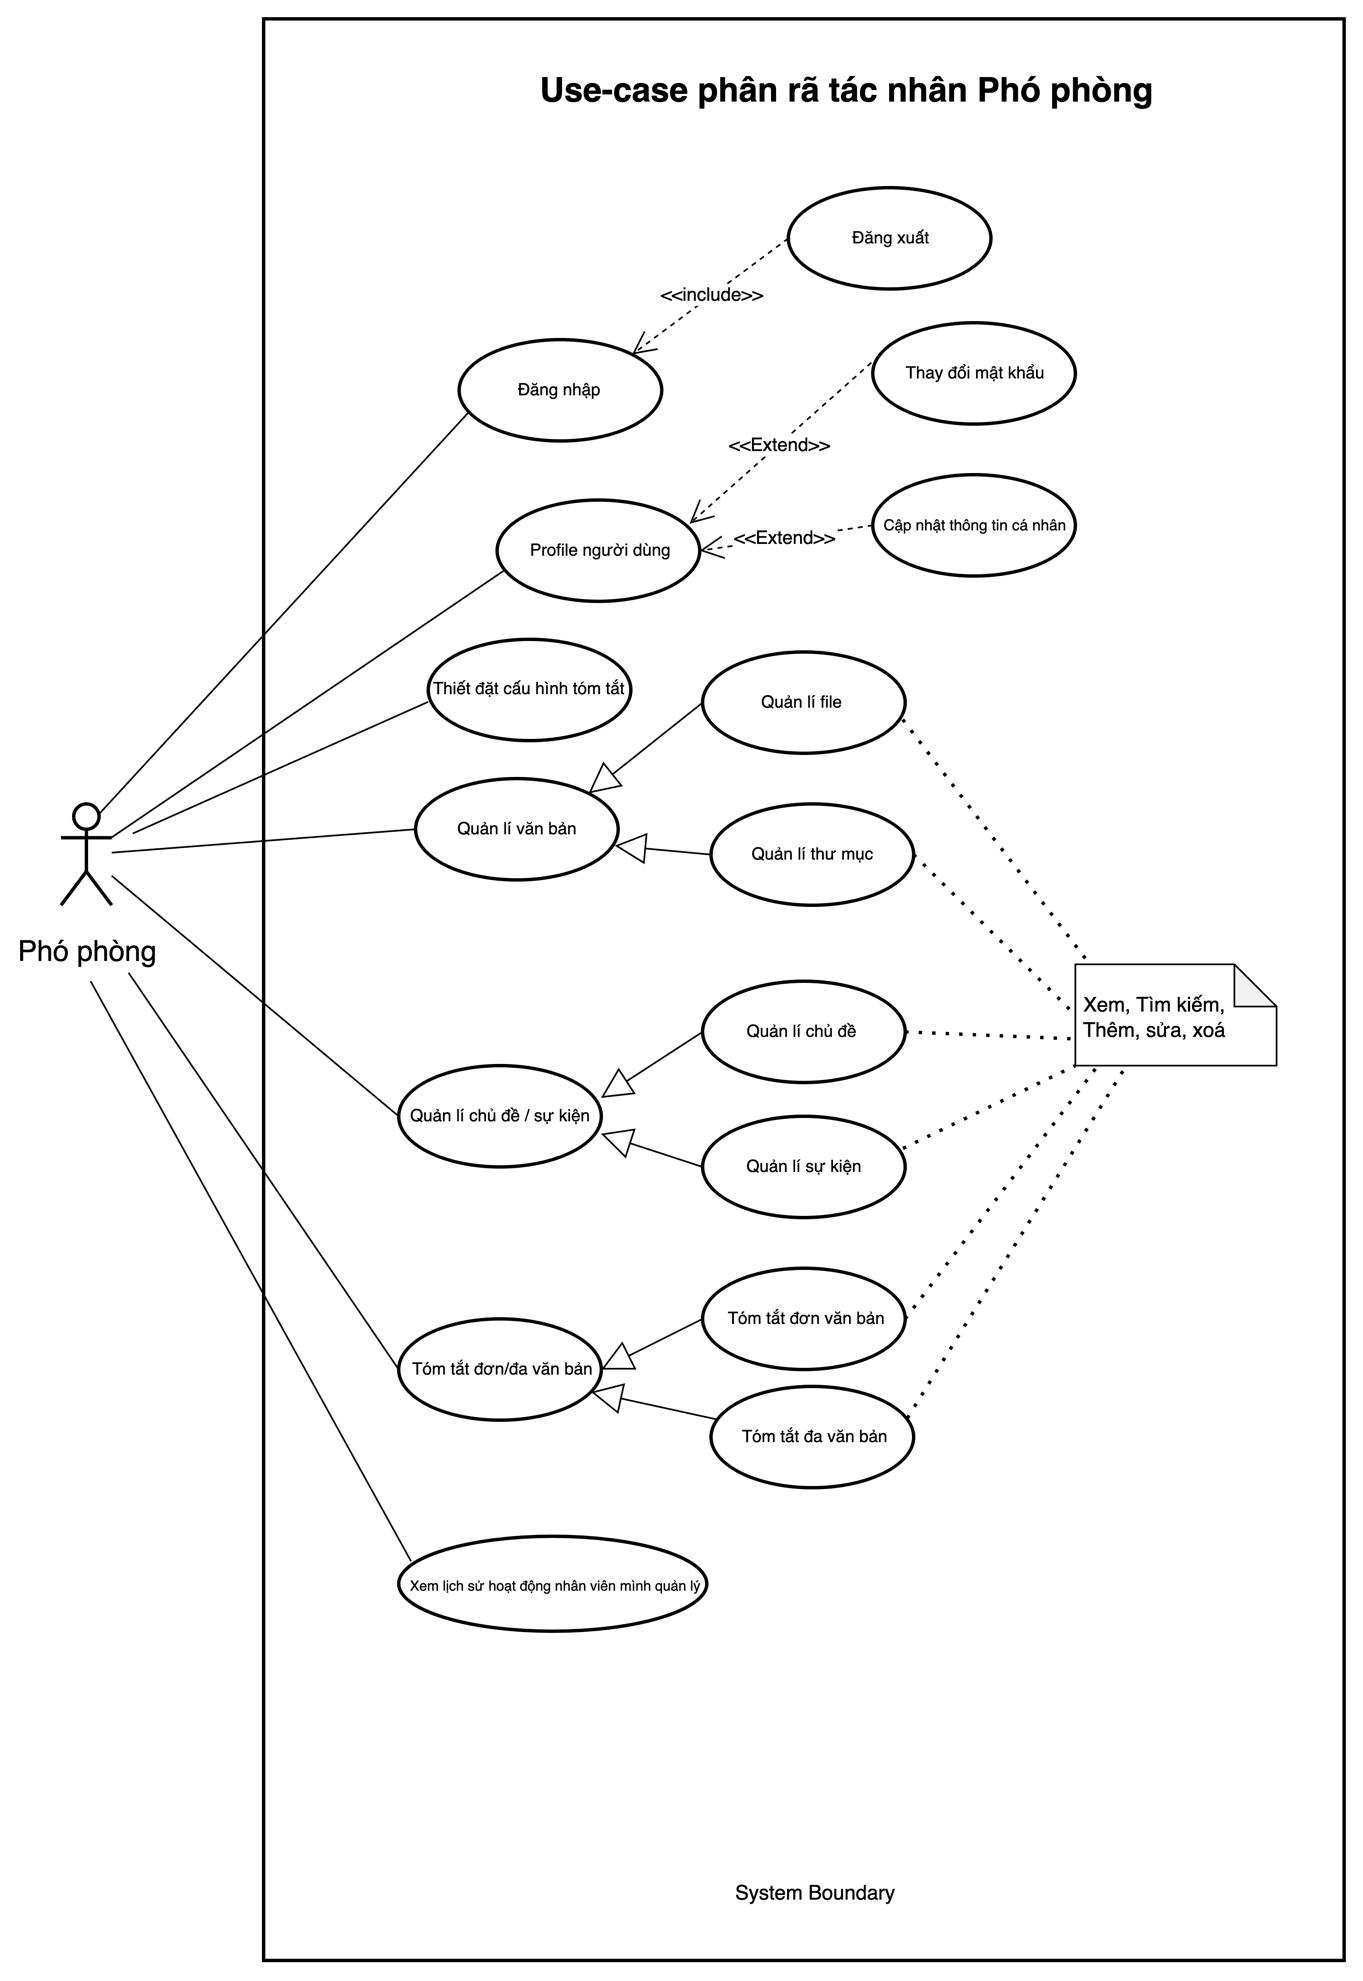 Use-case phân rã tác nhân Phó phòng
Đăng xuất
<<include>>
Thay đổi mật khẩu
Đăng nhập
<<Extend>>
Cập nhật thông tin cá nhân
<<Extend>>
Profile người dùng
Thiết đặt cấu hình tóm tắt
Quản lí file
Quản lí văn bản
Quản lí thư mục
Phó phòng
Xem, Tìm kiếm,
Thêm, sửa, xoá
Quản lí chủ đề
Quản lí chủ đề / sự kiện
Quản lí sự kiện
Tóm tắt đơn văn bản
Tóm tắt đơn/đa văn bản
Tóm tắt đa văn bản
Xem lịch sử hoạt động nhân viên mình quản lý
System Boundary